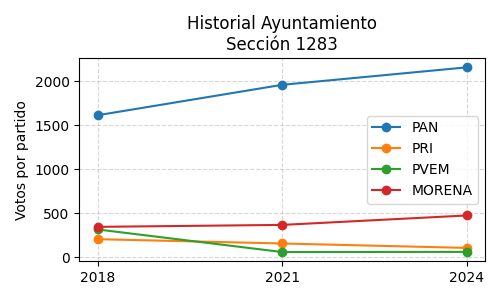 Historial Ayuntamiento
Sección 1283
Votos por partido
2000
1500
1000
500
0
2018
2021
2024
PAN
PRI
PVEM
MORENA